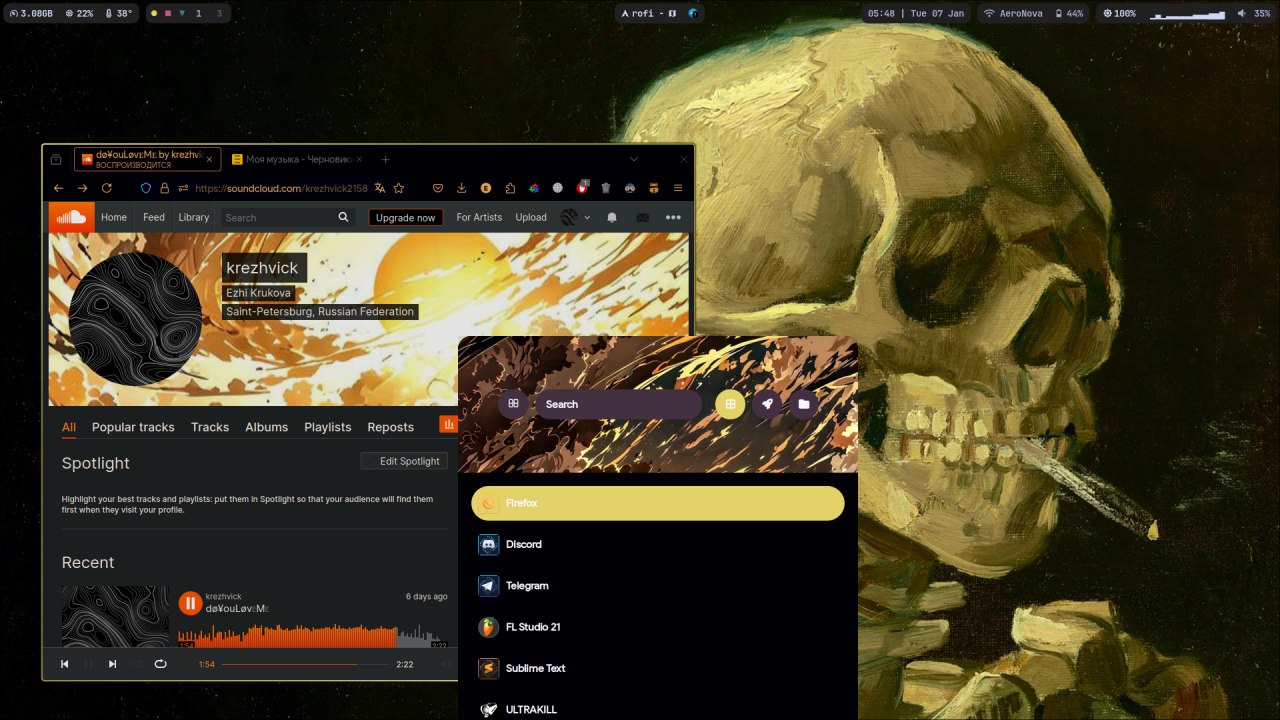 3.08GB 22% 38° 1 3
rofi -
05:48 | Tue 07 Jan AeroNova 44% 100% 35%
dø¥ouLøvɛMɛ by krezhvi
ВОСПРОИЗВОДИТСЯ
Моя музыка - Черновик
https://soundcloud.com/krezhvick2158
Home Feed Library Search Upgrade now For Artists Upload
krezhvick
Ezhi Krukova
Saint-Petersburg, Russian Federation
All Popular tracks Tracks Albums Playlists Reposts
Spotlight Edit Spotlight
Highlight your best tracks and playlists: put them in Spotlight so that your audience will find them
first when they visit your profile.
Recent
krezhvick 6 days ago
dø¥ouLøvɛMɛ
1:54 2:22
1:54 2:22
Search
Firefox
Discord
Telegram
FL Studio 21
Sublime Text
ULTRAKILL